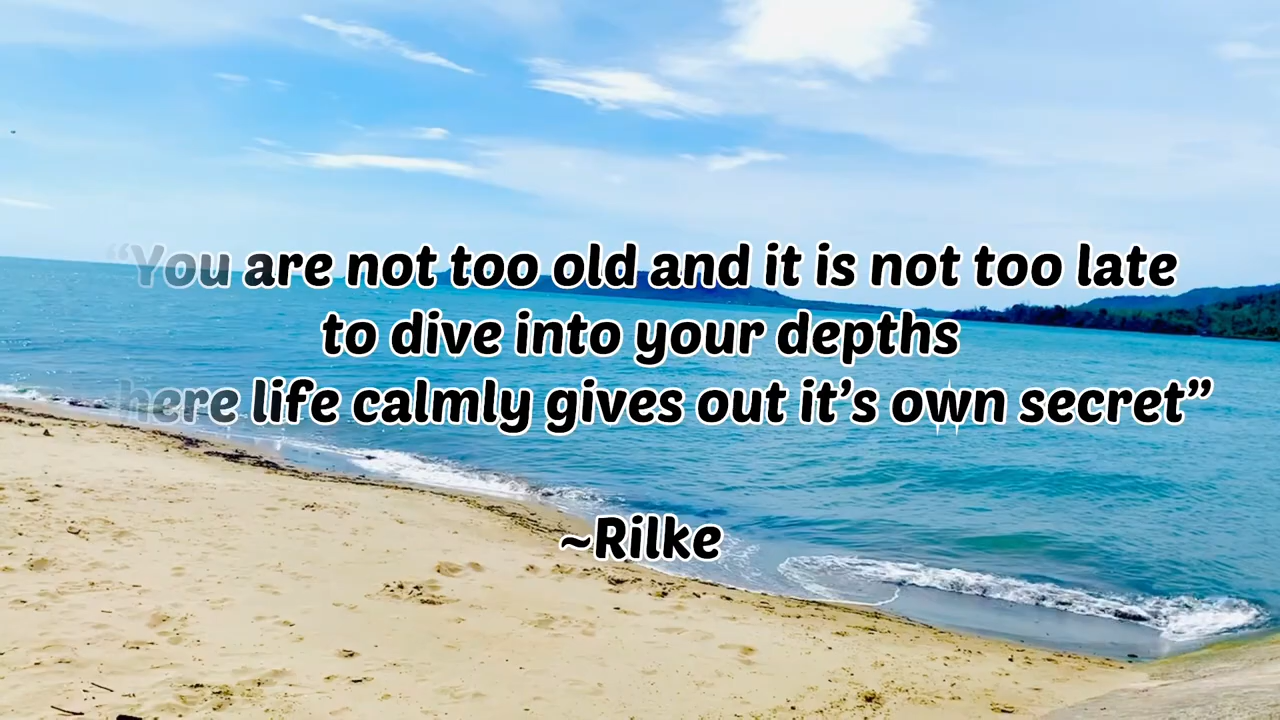 “You are not too old and it is not too late
to dive into your depths
here life calmly gives out it’s own secret”
~Rilke